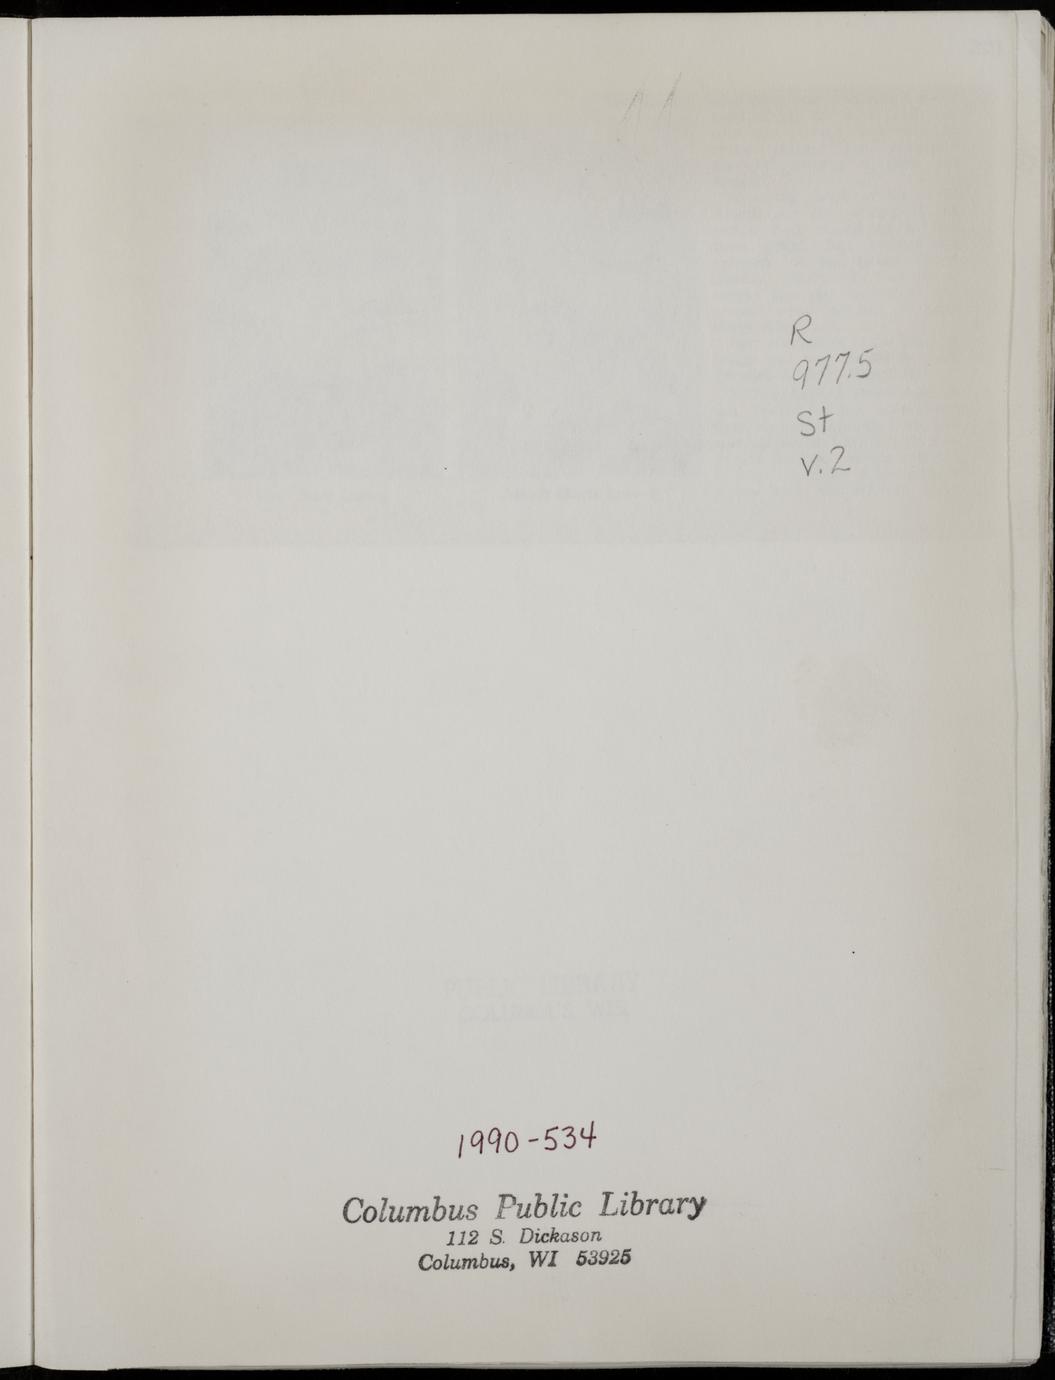 R
977.5
St
v.2
1990-534
Columbus Public Library
112 S. Dickason
Columbus, WI 53925